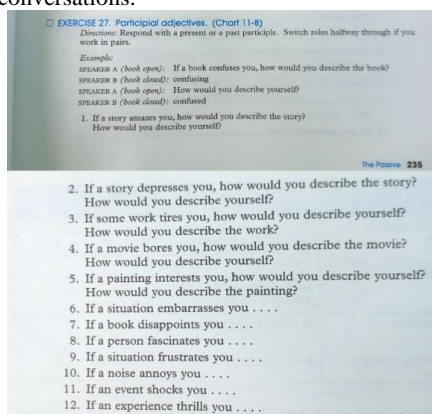 conversations.
□ EXERCISE 27. Participial adjectives. (Chart 11-8)
Directions: Respond with a present or a past participle. Switch roles halfway through if you
work in pairs.
Example:
SPEAKER A (book open): If a book confuses you, how would you describe the book?
SPEAKER B (book closed): confusing
SPEAKER A (book open): How would you describe yourself?
SPEAKER B (book closed): confused
1. If a story amazes you, how would you describe the story?
How would you describe yourself?
The Passive 235
2. If a story depresses you, how would you describe the story?
How would you describe yourself?
3. If some work tires you, how would you describe yourself?
How would you describe the work?
4. If a movie bores you, how would you describe the movie?
How would you describe yourself?
5. If a painting interests you, how would you describe yourself?
How would you describe the painting?
6. If a situation embarrasses you . . . .
7. If a book disappoints you . . . .
8. If a person fascinates you . . . .
9. If a situation frustrates you . . . .
10. If a noise annoys you . . . .
11. If an event shocks you . . . .
12. If an experience thrills you . . . .